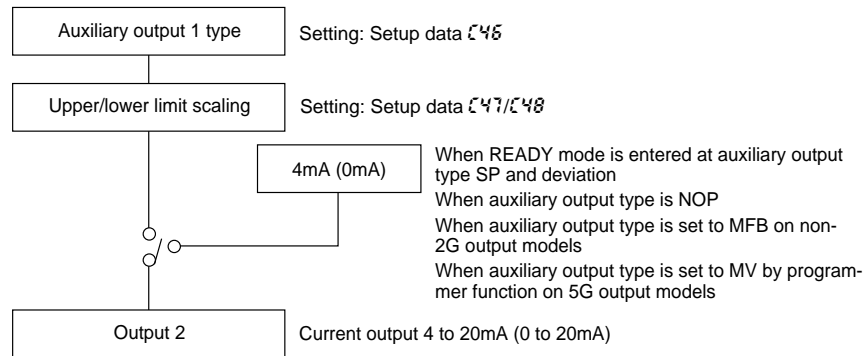 Auxiliary output 1 type
Setting: Setup data C46
Upper/lower limit scaling
Setting: Setup data C47/C48
4mA (0mA)
When READY mode is entered at auxiliary output
type SP and deviation
When auxiliary output type is NOP
When auxiliary output type is set to MFB on non-
2G output models
When auxiliary output type is set to MV by program-
mer function on 5G output models
Output 2
Current output 4 to 20mA (0 to 20mA)